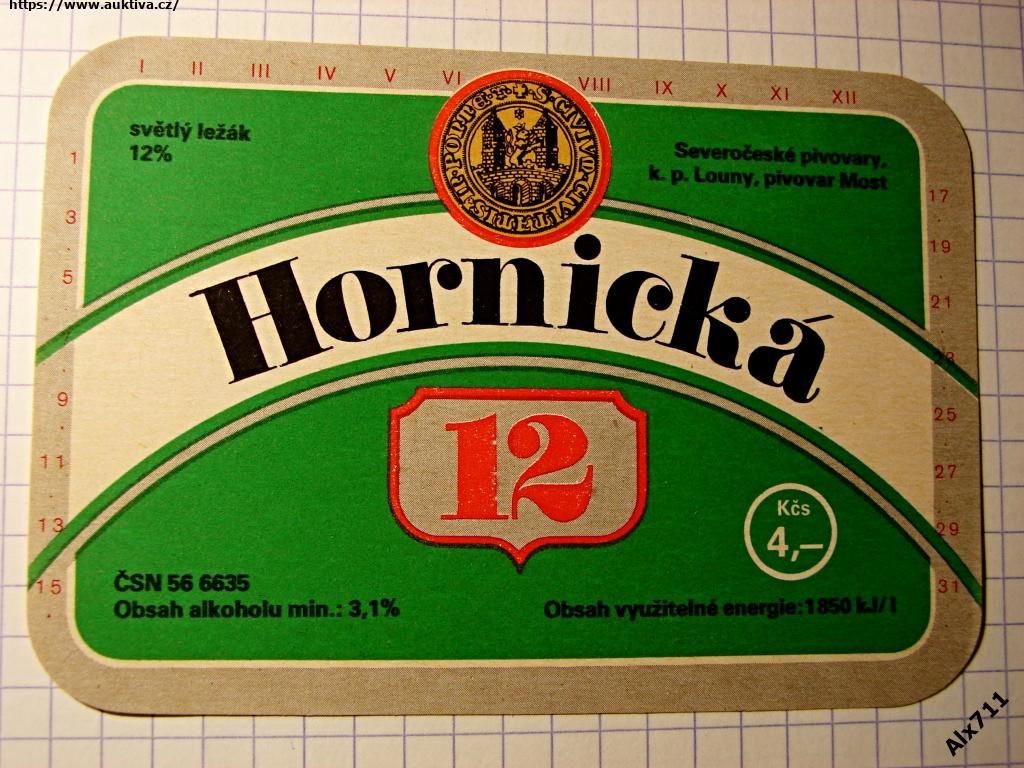 https://www.auktiva.cz/
I II III IV V VI VIII IX X XI XII
světlý ležák
12%
Severočeské pivovary,
k. p. Louny, pivovar Most
1
3
5
9
11
13
15
17
19
21
23
25
27
29
31
Hornická
12
Kčs
4,—
ČSN 56 6635
Obsah alkoholu min.: 3,1%
Obsah využitelné energie:1850 kJ/l
Alx711